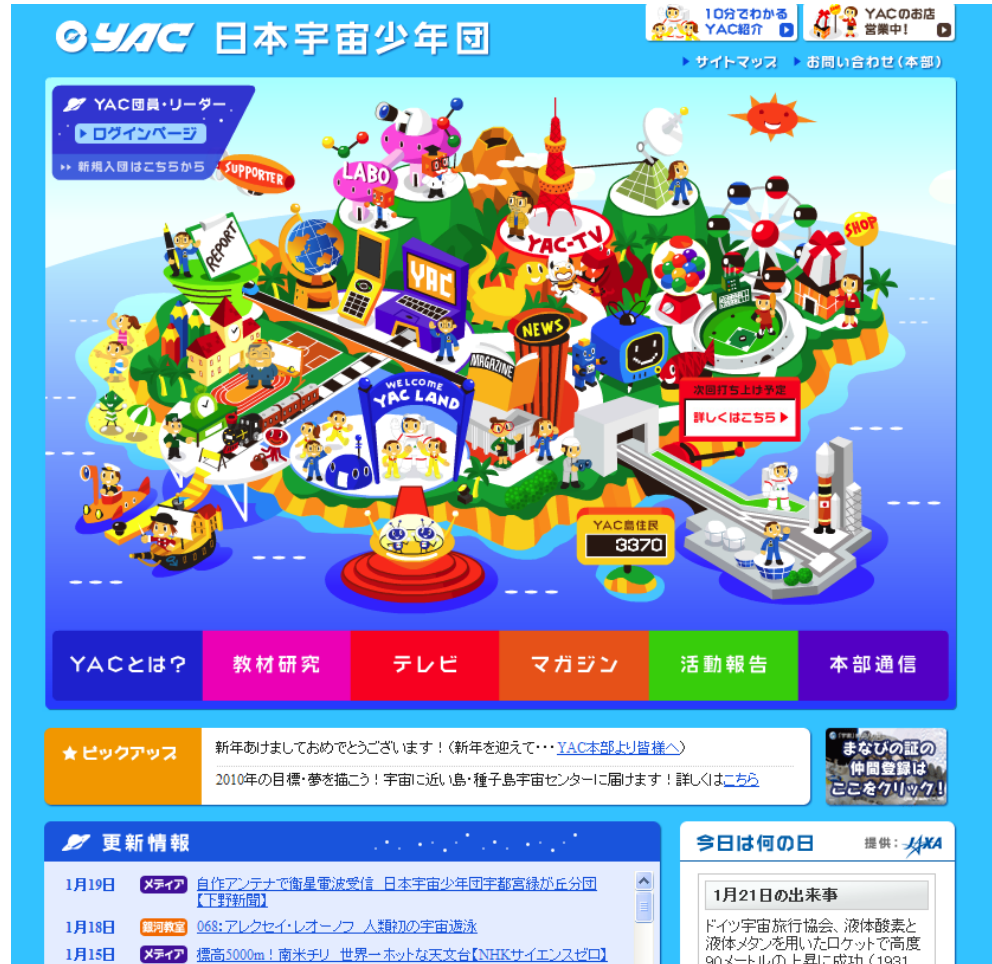 YAC 日本宇宙少年団
10分でわかる
YAC紹介
YACのお店
営業中!
サイトマップ
お問い合わせ(本部)
YAC団員・リーダー
ログインページ
新規入団はこちらから
SUPPORTER
LABO
REPORT
YAC-TV
SHOP
YAC
NEWS
MAGAZINE
WELCOME
YAC LAND
次回打ち上げ予定
詳しくはこちら
YAC島住民
3370
YACとは?
教材研究
テレビ
マガジン
活動報告
本部通信
★ピックアップ
新年あけましておめでとうございます!(新年を迎えて・・・YAC本部より皆様へ)
2010年の目標・夢を描こう!宇宙に近い島・種子島宇宙センターに届けます!詳しくはこちら
まなびの証の
仲間登録は
ここをクリック!
更新情報
1月19日 メディア 自作アンテナで衛星電波受信 日本宇宙少年団宇都宮緑が丘分団
【下野新聞】
1月18日 銀河教室 068:アレクセイ・レオーノフ 人類初の宇宙遊泳
1月15日 メディア 標高5000m!南米チリ 世界一ホットな天文台【NHKサイエンスゼロ】
今日は何の日
提供:JAXA
1月21日の出来事
ドイツ宇宙旅行協会、液体酸素と
液体メタンを用いたロケットで高度
90メートルの上昇に成功(1931